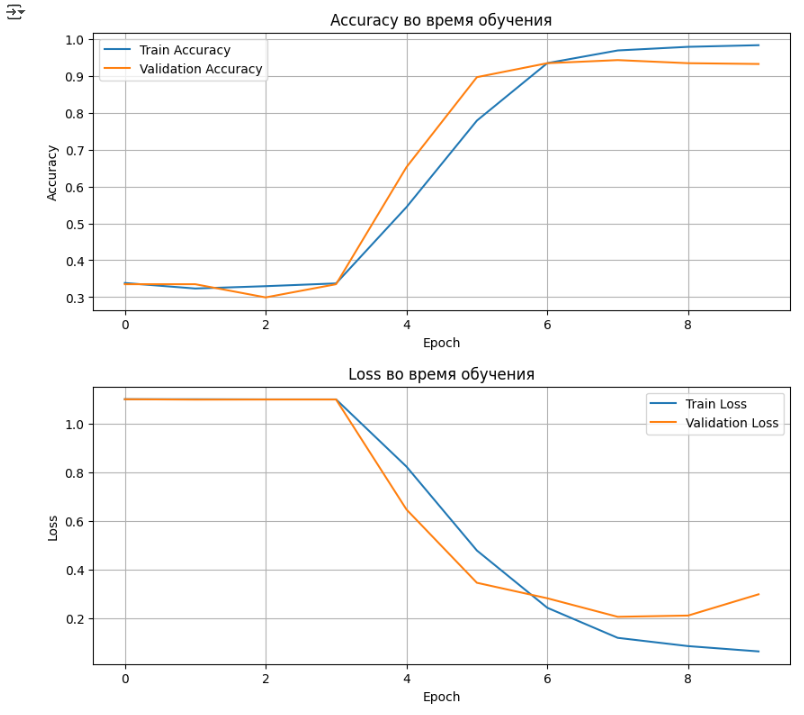 Accuracy во время обучения
1.0
0.9
0.8
0.7
0.6
0.5
0.4
0.3
Accuracy
Train Accuracy
Validation Accuracy
0 2 4 6 8
Epoch
Loss во время обучения
1.0
0.8
0.6
0.4
0.2
Loss
Train Loss
Validation Loss
0 2 4 6 8
Epoch